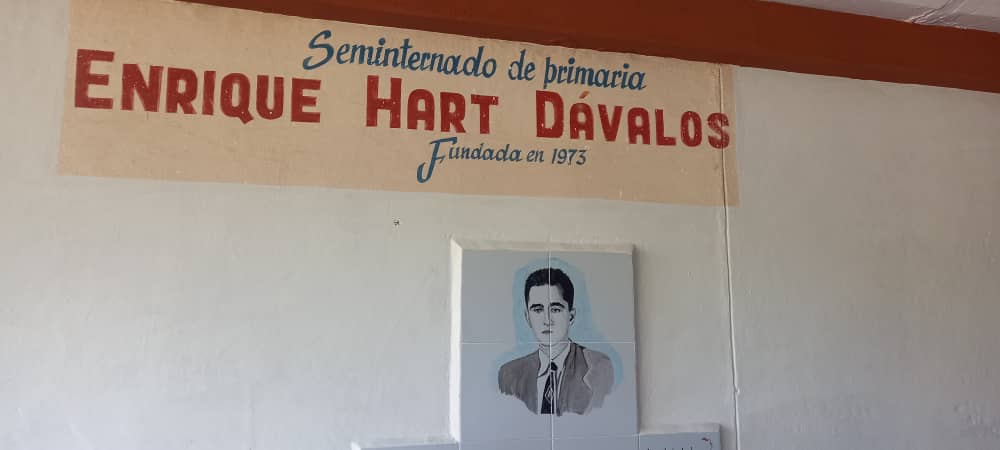 Seminternado de primaria
ENRIQUE HART DÁVALOS
Fundada en 1973